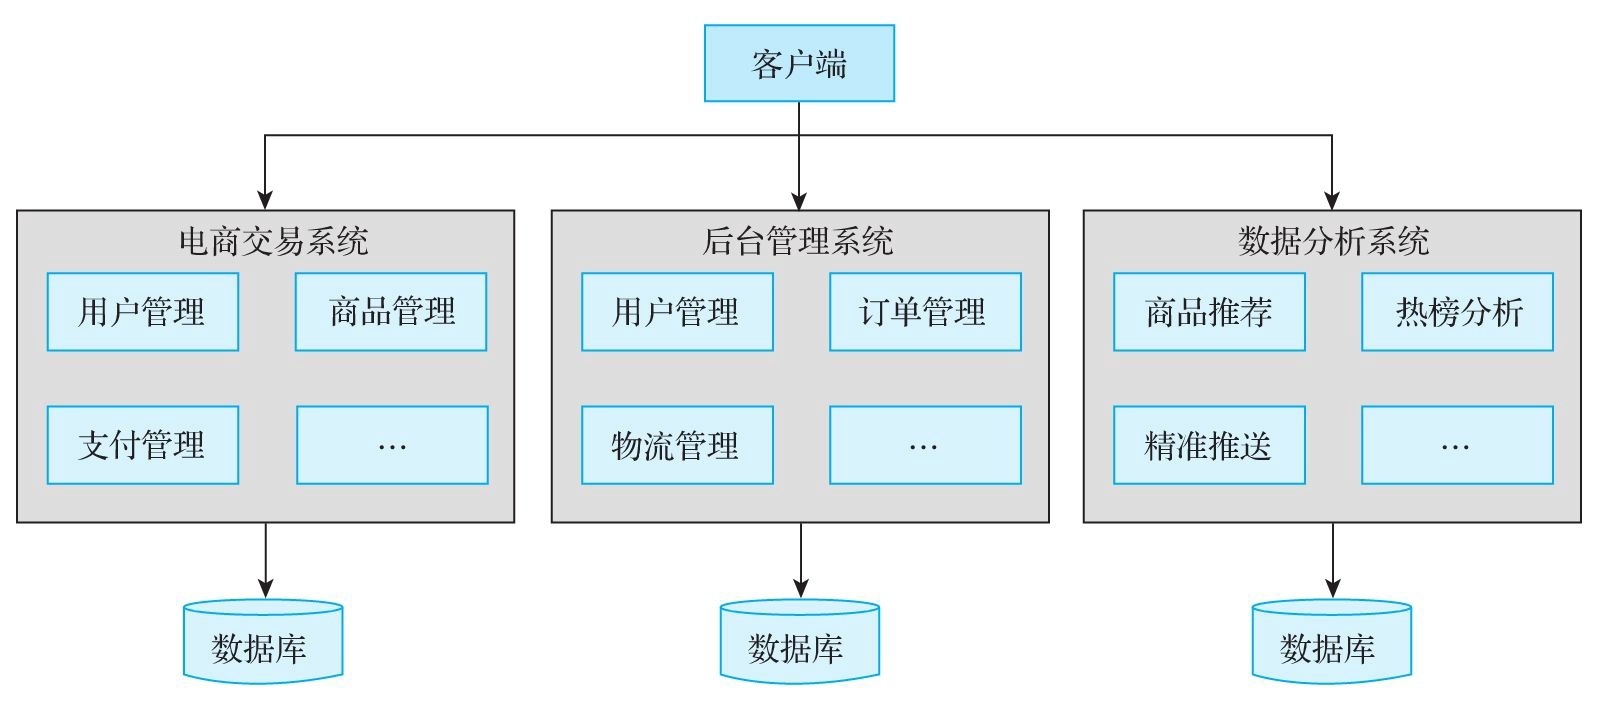 客户端
电商交易系统
用户管理
商品管理
支付管理
…
后台管理系统
用户管理
订单管理
物流管理
…
数据分析系统
商品推荐
热榜分析
精准推送
…
数据库
数据库
数据库